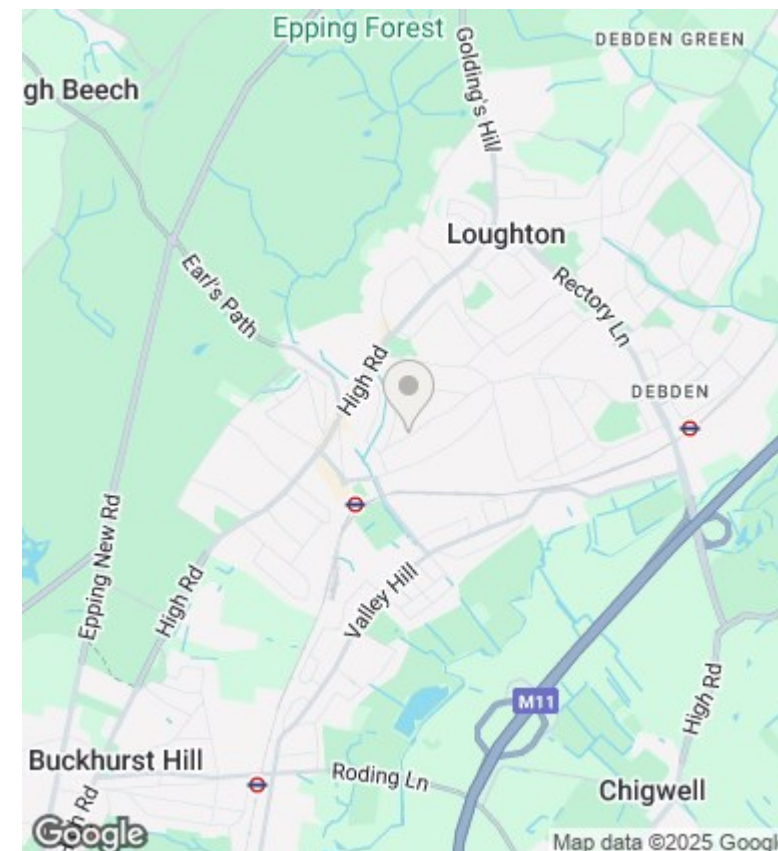 Epping Forest
DEBDEN GREEN
gh Beech
Golding's Hill
Loughton
Earl's Path
Rectory Ln
High Rd
DEBDEN
Epping New Rd
High Rd
Valley Hill
High Rd
M11
Buckhurst Hill
Roding Ln
Chigwell
High Rd
Google
Map data ©2025 Googl